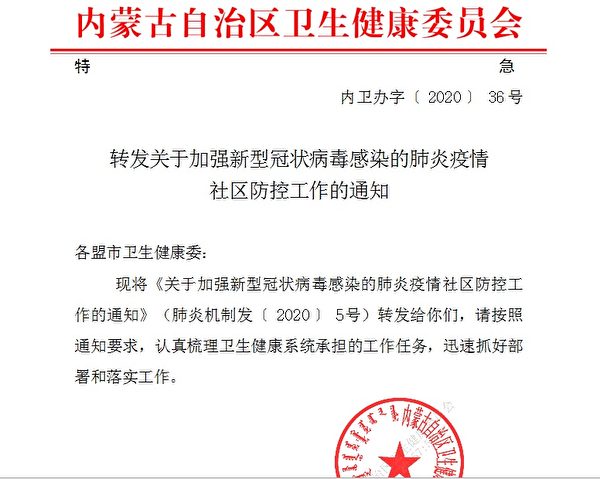 内蒙古自治区卫生健康委员会
特 急
内卫办字〔 2020 〕 36号
转发关于加强新型冠状病毒感染的肺炎疫情
社区防控工作的通知
各盟市卫生健康委：
现将《关于加强新型冠状病毒感染的肺炎疫情社区防控工
作的通知》（肺炎机制发〔 2020 〕 5号）转发给你们，请按照
通知要求，认真梳理卫生健康系统承担的工作任务，迅速抓好部
署和落实工作。
内蒙古自治区卫生健